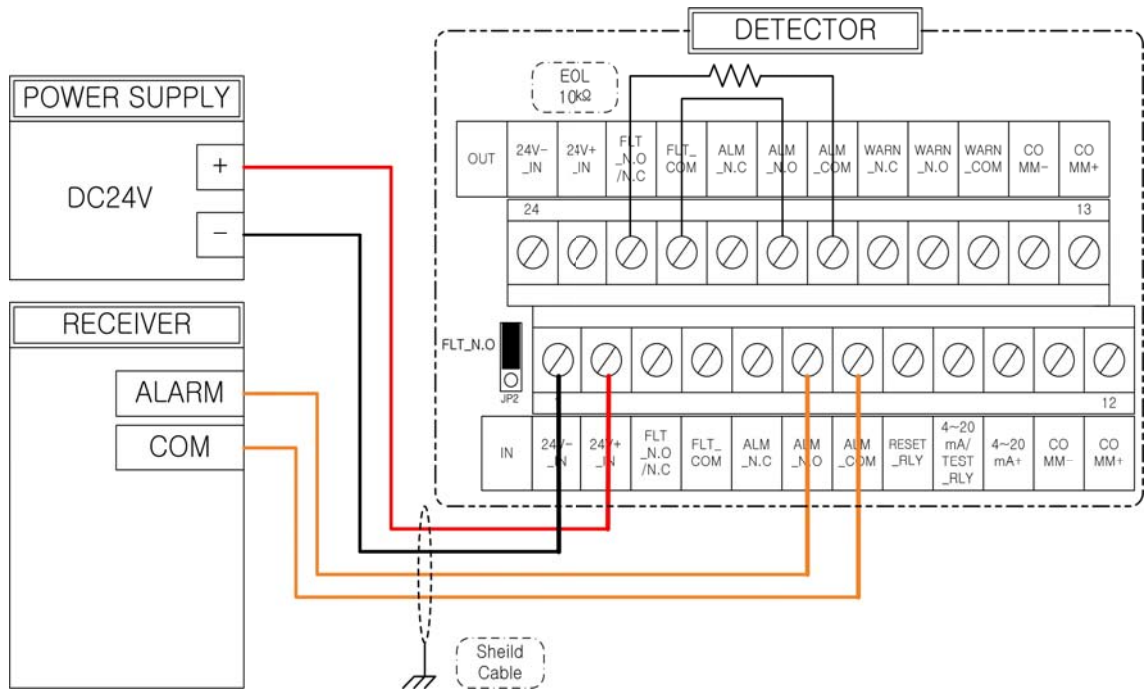 DETECTOR
POWER SUPPLY
+
DC24V
−
RECEIVER
ALARM
COM
EOL
10kΩ
OUT
24V-
_IN
24V+
_IN
FLT
_N.O
/N.C
FLT_
COM
ALM
_N.C
ALM
_N.O
ALM
_COM
WARN
_N.C
WARN
_N.O
WARN
_COM
CO
MM-
CO
MM+
24
13
FLT_N.O
JP2
12
IN
24V-
_IN
24V+
_IN
FLT
_N.O
/N.C
FLT_
COM
ALM
_N.C
ALM
_N.O
ALM
_COM
RESET
_RLY
4~20
mA/
TEST
_RLY
4~20
mA+
CO
MM-
CO
MM+
Sheild
Cable